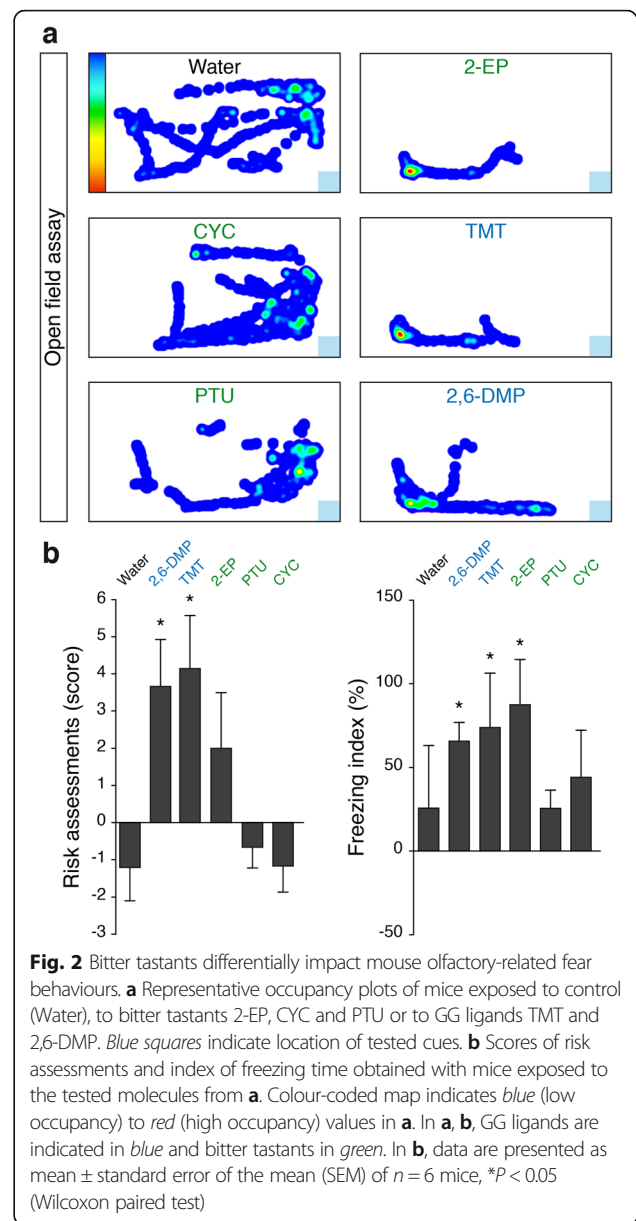 a
Open field assay
Water
2-EP
CYC
TMT
PTU
2,6-DMP
b
Water
2,6-DMP
TMT
2-EP
PTU
CYC
Risk assessments (score)
6
5
4
3
2
1
0
-1
-2
-3
*
*
Water
2,6-DMP
TMT
2-EP
PTU
CYC
Freezing index (%)
150
100
50
0
-50
*
*
*
Fig. 2 Bitter tastants differentially impact mouse olfactory-related fear
behaviours. a Representative occupancy plots of mice exposed to control
(Water), to bitter tastants 2-EP, CYC and PTU or to GG ligands TMT and
2,6-DMP. Blue squares indicate location of tested cues. b Scores of risk
assessments and index of freezing time obtained with mice exposed to
the tested molecules from a. Colour-coded map indicates blue (low
occupancy) to red (high occupancy) values in a. In a, b, GG ligands are
indicated in blue and bitter tastants in green. In b, data are presented as
mean ± standard error of the mean (SEM) of n = 6 mice, *P < 0.05
(Wilcoxon paired test)